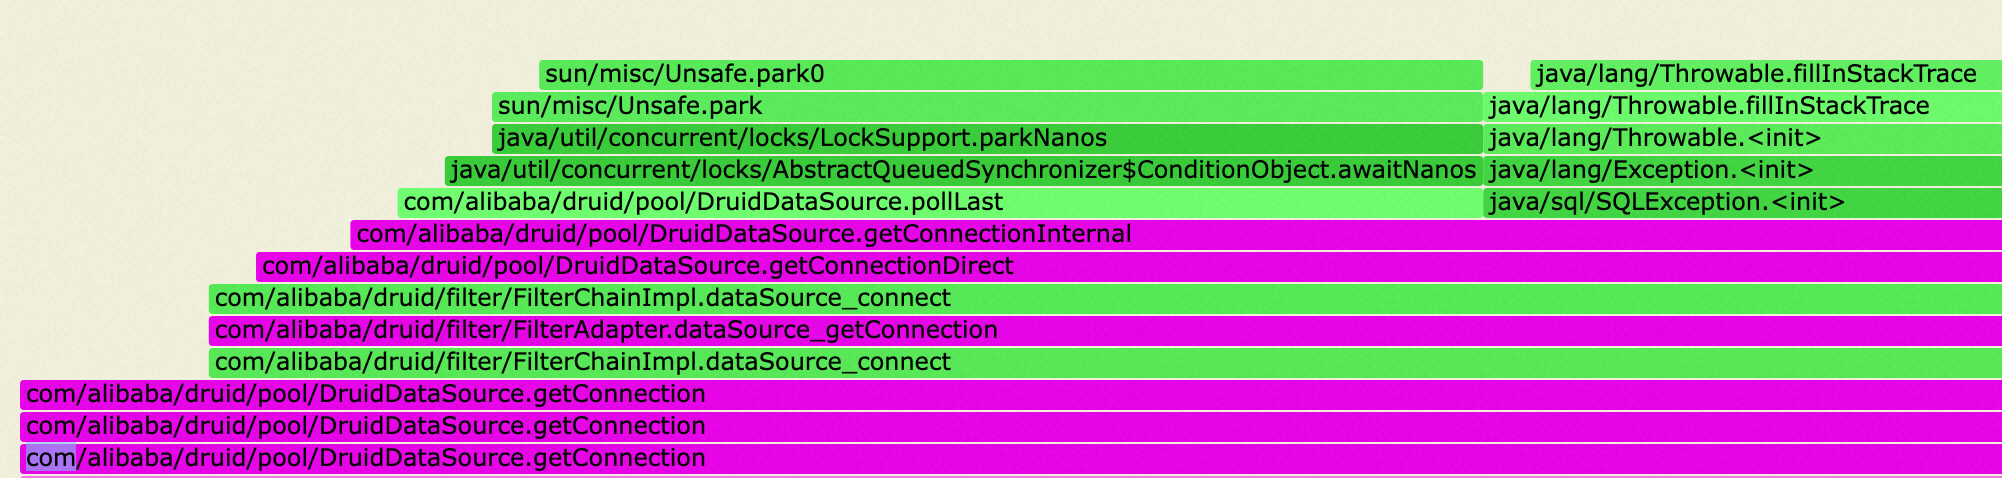 sun/misc/Unsafe.park0 java/lang/Throwable.fillInStackTrace
sun/misc/Unsafe.park java/lang/Throwable.fillInStackTrace
java/util/concurrent/locks/LockSupport.parkNanos java/lang/Throwable.<init>
java/util/concurrent/locks/AbstractQueuedSynchronizer$ConditionObject.awaitNanos java/lang/Exception.<init>
com/alibaba/druid/pool/DruidDataSource.pollLast java/sql/SQLException.<init>
com/alibaba/druid/pool/DruidDataSource.getConnectionInternal
com/alibaba/druid/pool/DruidDataSource.getConnectionDirect
com/alibaba/druid/filter/FilterChainImpl.dataSource_connect
com/alibaba/druid/filter/FilterAdapter.dataSource_getConnection
com/alibaba/druid/filter/FilterChainImpl.dataSource_connect
com/alibaba/druid/pool/DruidDataSource.getConnection
com/alibaba/druid/pool/DruidDataSource.getConnection
com/alibaba/druid/pool/DruidDataSource.getConnection